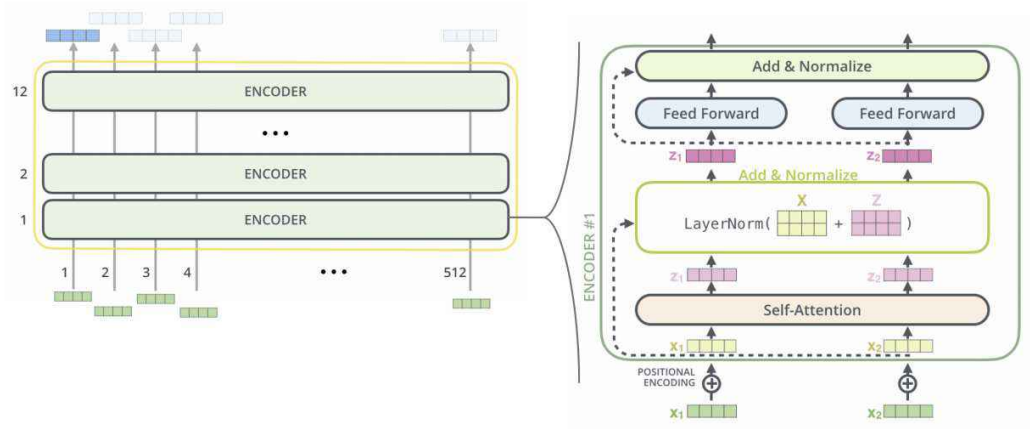 12
ENCODER
...
2
ENCODER
1
ENCODER
1
2
3
4
...
512
ENCODER #1
Add & Normalize
Feed Forward
Feed Forward
z1
z2
Add & Normalize
X
Z
LayerNorm( + )
z1
z2
Self-Attention
x1
x2
POSITIONAL
ENCODING
x1
x2